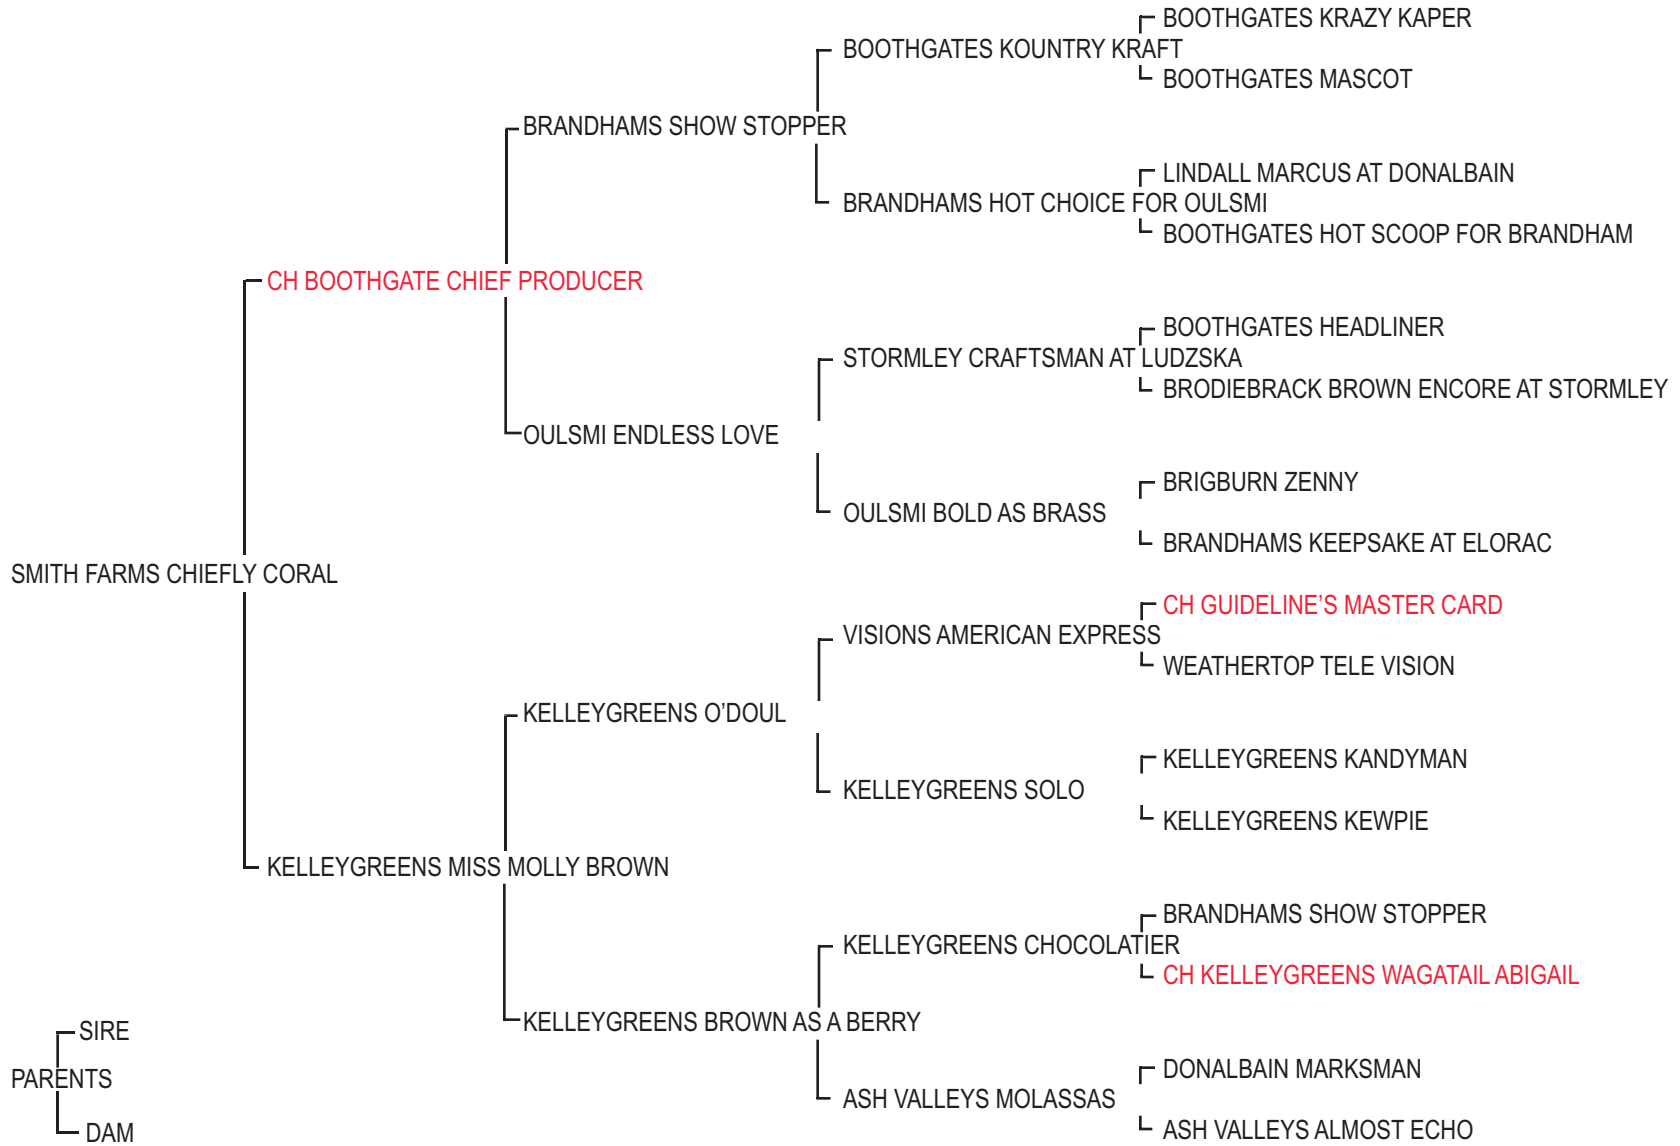 BOOTHGATES KRAZY KAPER
BOOTHGATES KOUNTRY KRAFT
BOOTHGATES MASCOT
BRANDHAMS SHOW STOPPER
LINDALL MARCUS AT DONALBAIN
BRANDHAMS HOT CHOICE FOR OULSMI
BOOTHGATES HOT SCOOP FOR BRANDHAM
CH BOOTHGATE CHIEF PRODUCER
BOOTHGATES HEADLINER
STORMLEY CRAFTSMAN AT LUDZSKA
BRODIEBRACK BROWN ENCORE AT STORMLEY
OULSMI ENDLESS LOVE
BRIGBURN ZENNY
OULSMI BOLD AS BRASS
BRANDHAMS KEEPSAKE AT ELORAC
SMITH FARMS CHIEFLY CORAL
CH GUIDELINE’S MASTER CARD
VISIONS AMERICAN EXPRESS
WEATHERTOP TELE VISION
KELLEYGREENS O’DOUL
KELLEYGREENS KANDYMAN
KELLEYGREENS SOLO
KELLEYGREENS KEWPIE
KELLEYGREENS MISS MOLLY BROWN
BRANDHAMS SHOW STOPPER
KELLEYGREENS CHOCOLATIER
CH KELLEYGREENS WAGATAIL ABIGAIL
KELLEYGREENS BROWN AS A BERRY
DONALBAIN MARKSMAN
ASH VALLEYS MOLASSAS
ASH VALLEYS ALMOST ECHO
SIRE
PARENTS
DAM